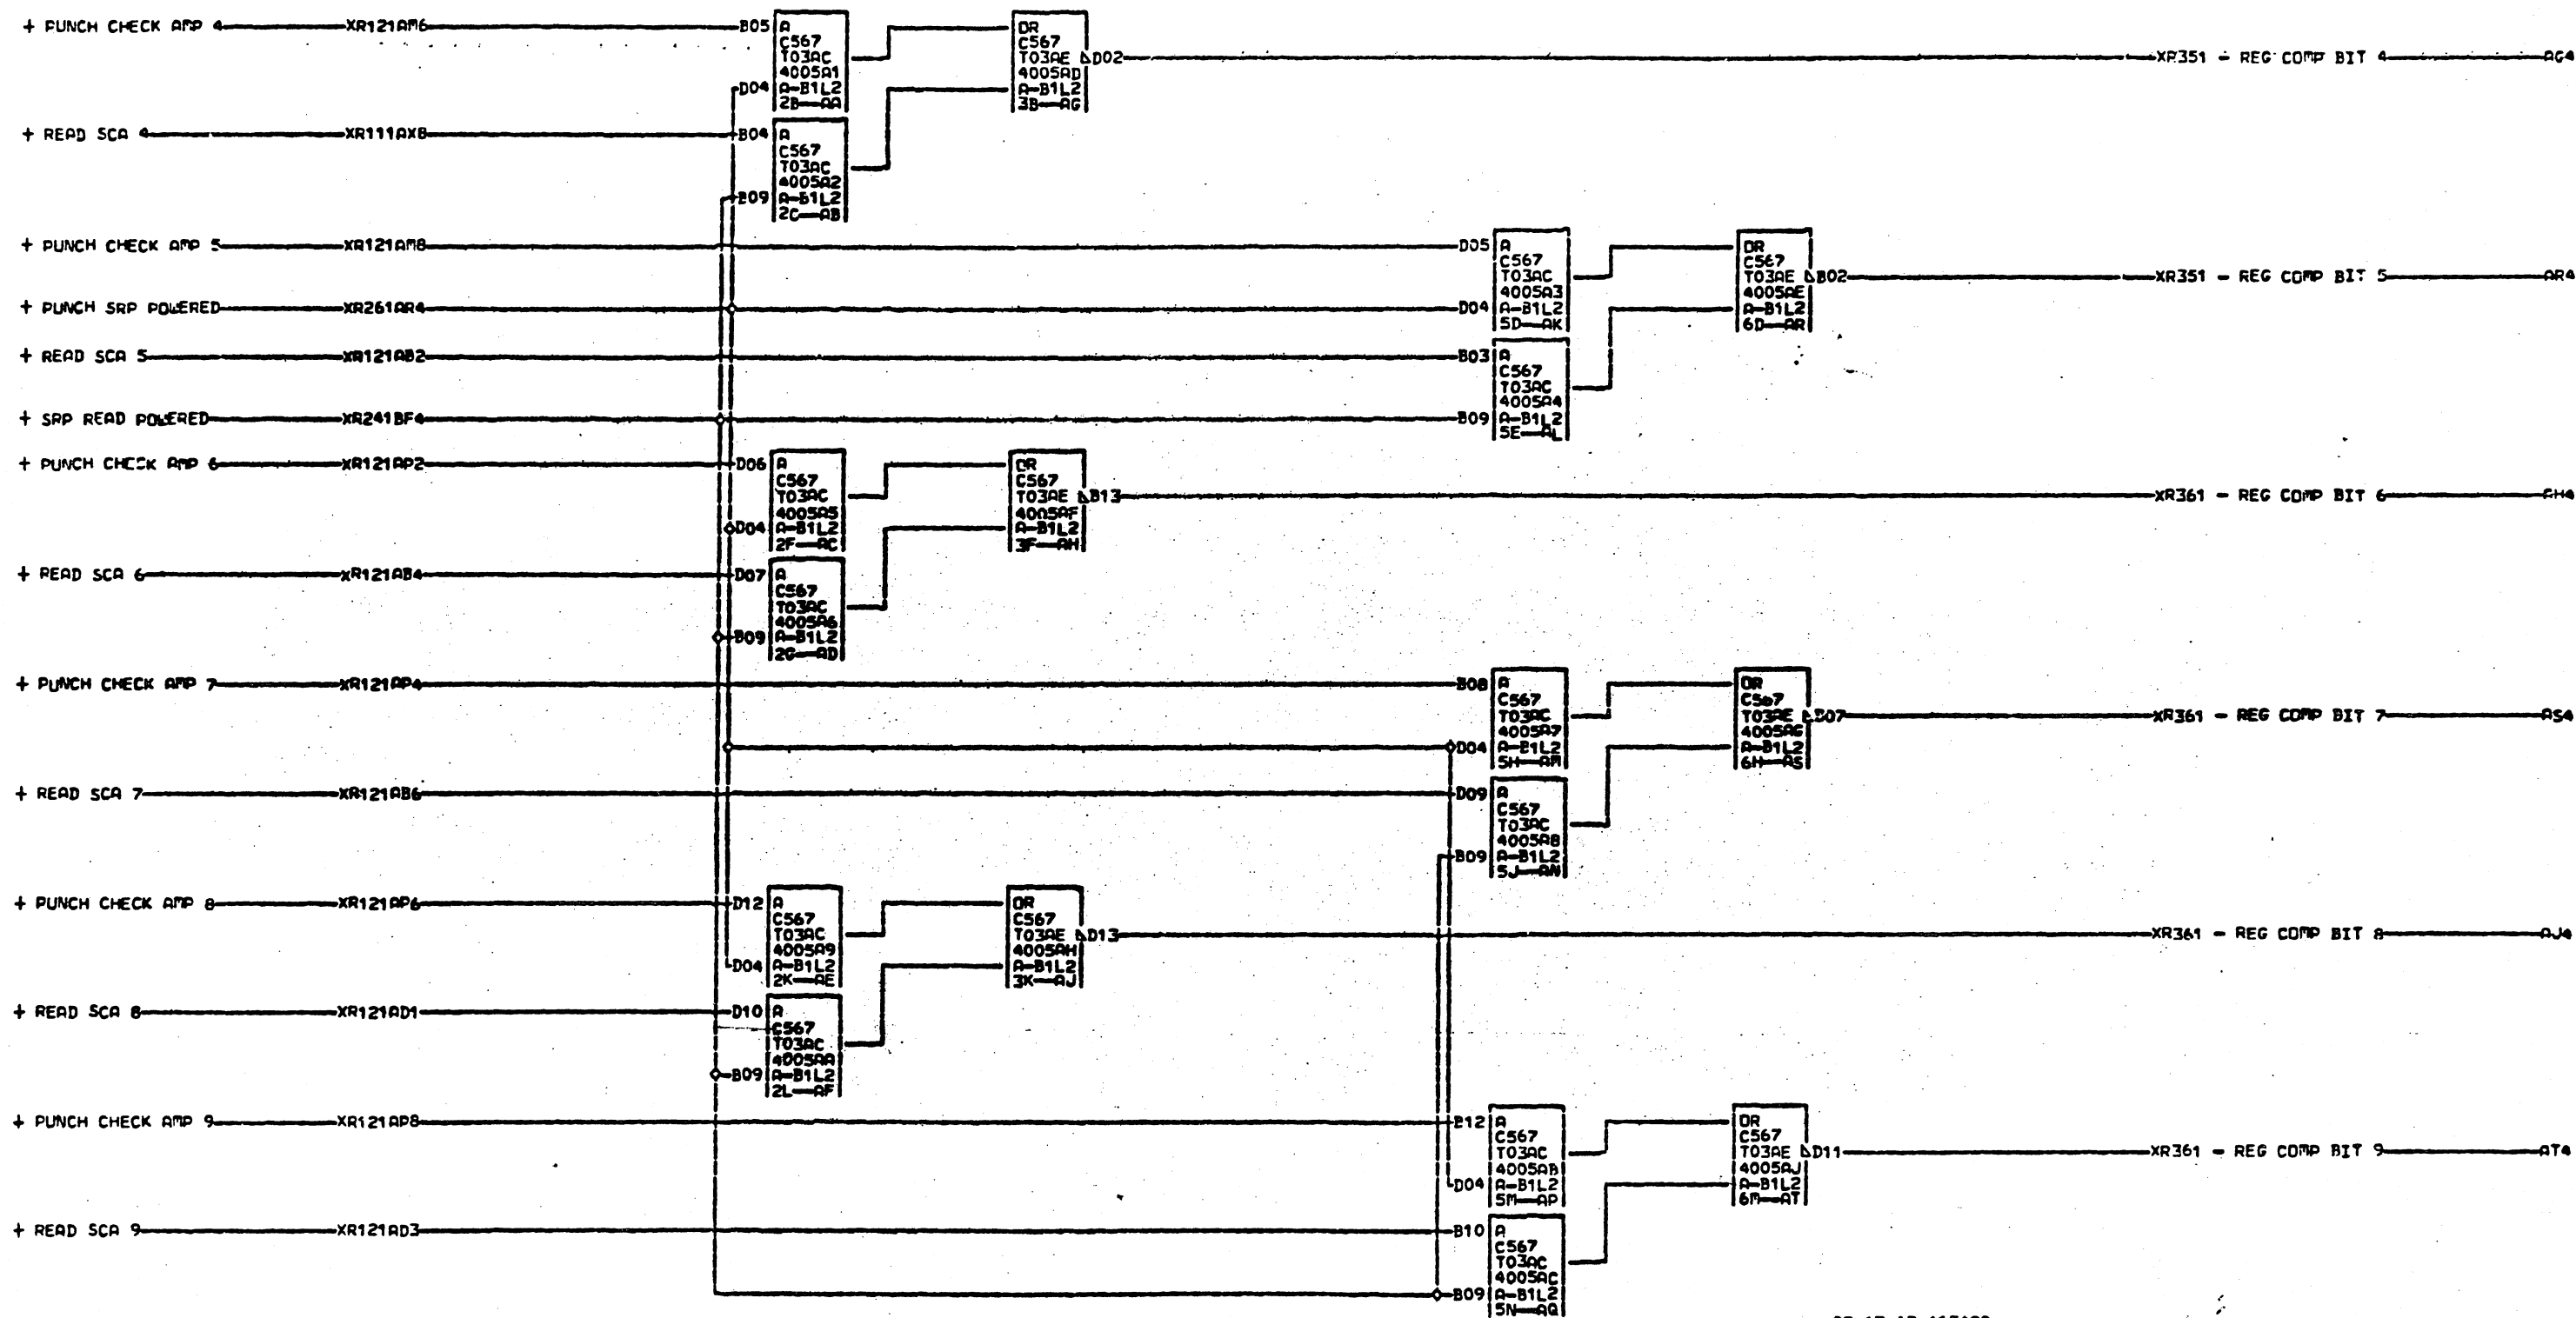 + PUNCH CHECK AMP 4 XR121AM6 B05
A
C567
T03AC
4005A1
A-B1L2
2B AA
D04
OR
C567
T03AE D02
4005AD
A-B1L2
3B AG
XR351 - REG COMP BIT 4 AG4
+ READ SCA 4 XR111AX8 B04
A
C567
T03AC
4005A2
A-B1L2
2C AB
B09
+ PUNCH CHECK AMP 5 XR121AM8 D05
A
C567
T03AC
4005A3
A-B1L2
5D AK
OR
C567
T03AE B02
4005AE
A-B1L2
6D AR
XR351 - REG COMP BIT 5 AR4
+ PUNCH SRP POWERED XR261AR4 D04
+ READ SCA 5 XR121AB2 B03
A
C567
T03AC
4005A4
A-B1L2
5E AL
+ SRP READ POWERED XR241BF4 B09
+ PUNCH CHECK AMP 6 XR121AP2 D06
A
C567
T03AC
4005A5
A-B1L2
2F AC
D04
OR
C567
T03AE B13
4005AF
A-B1L2
3F AH
XR361 - REG COMP BIT 6 AH4
+ READ SCA 6 XR121AB4 D07
A
C567
T03AC
4005A6
A-B1L2
2G AD
B09
+ PUNCH CHECK AMP 7 XR121AP4 B08
A
C567
T03AC
4005A7
A-B1L2
5H AM
D04
OR
C567
T03AE B07
4005AG
A-B1L2
6H AS
XR361 - REG COMP BIT 7 AS4
+ READ SCA 7 XR121AB6 D09
A
C567
T03AC
4005A8
A-B1L2
5J AN
B09
+ PUNCH CHECK AMP 8 XR121AP6 D12
A
C567
T03AC
4005A9
A-B1L2
2K AE
D04
OR
C567
T03AE D13
4005AH
A-B1L2
3K AJ
XR361 - REG COMP BIT 8 AJ4
+ READ SCA 8 XR121AD1 D10
A
C567
T03AC
4005AA
A-B1L2
2L AF
B09
+ PUNCH CHECK AMP 9 XR121AP8 B12
A
C567
T03AC
4005AB
A-B1L2
5M AP
D04
OR
C567
T03AE D11
4005AJ
A-B1L2
6M AT
XR361 - REG COMP BIT 9 AT4
+ READ SCA 9 XR121AD3 B10
A
C567
T03AC
4005AC
A-B1L2
5N AQ
B09